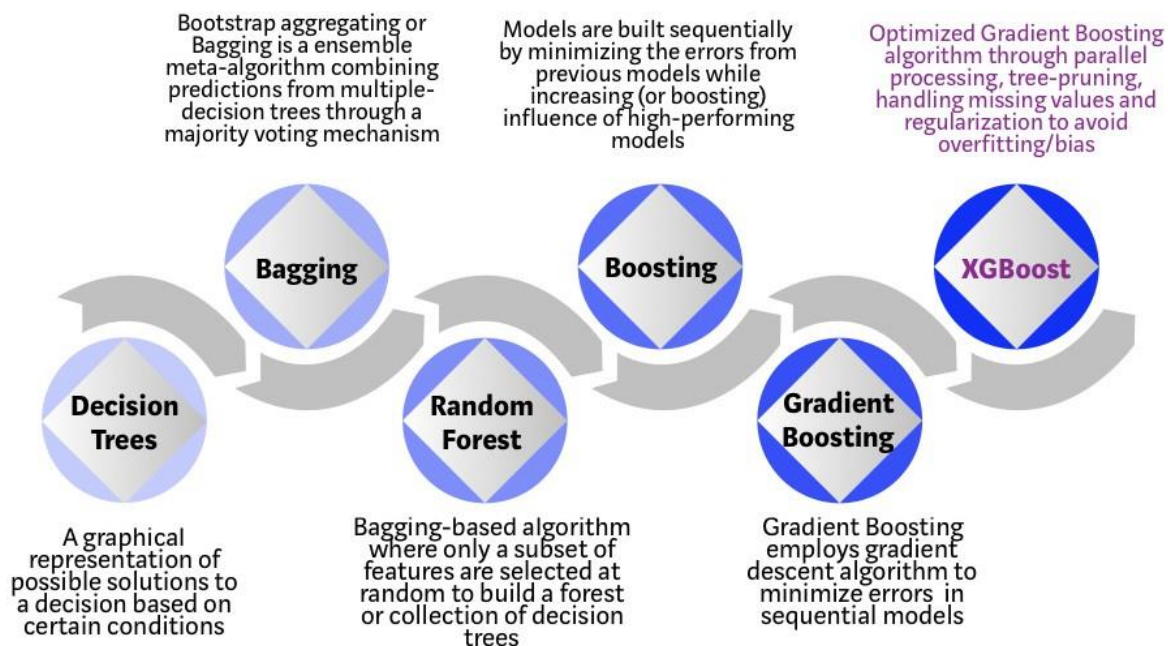 Bootstrap aggregating or
Bagging is a ensemble
meta-algorithm combining
predictions from multiple-
decision trees through a
majority voting mechanism
Models are built sequentially
by minimizing the errors from
previous models while
increasing (or boosting)
influence of high-performing
models
Optimized Gradient Boosting
algorithm through parallel
processing, tree-pruning,
handling missing values and
regularization to avoid
overfitting/bias
Bagging
Boosting
XGBoost
Decision
Trees
Random
Forest
Gradient
Boosting
A graphical
representation of
possible solutions to
a decision based on
certain conditions
Bagging-based algorithm
where only a subset of
features are selected at
random to build a forest
or collection of decision
trees
Gradient Boosting
employs gradient
descent algorithm to
minimize errors in
sequential models